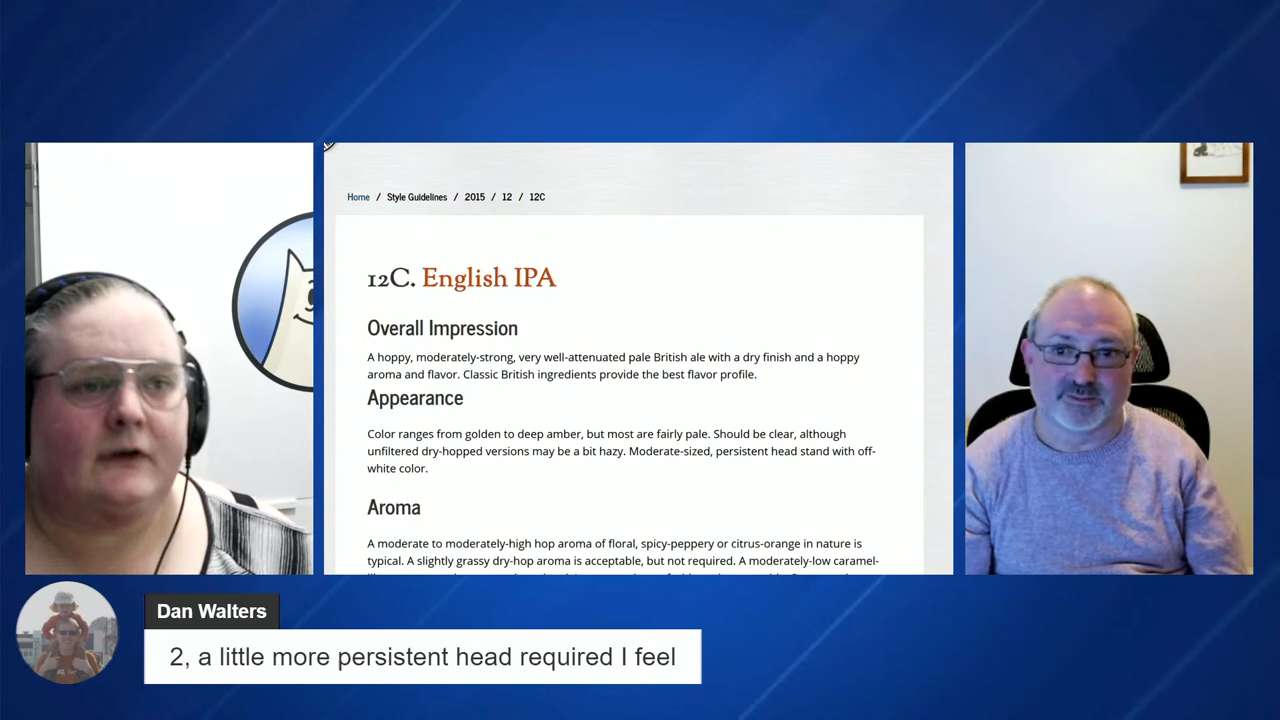 Home / Style Guidelines / 2015 / 12 / 12C
12C. English IPA
Overall Impression
A hoppy, moderately-strong, very well-attenuated pale British ale with a dry finish and a hoppy
aroma and flavor. Classic British ingredients provide the best flavor profile.
Appearance
Color ranges from golden to deep amber, but most are fairly pale. Should be clear, although
unfiltered dry-hopped versions may be a bit hazy. Moderate-sized, persistent head stand with off-
white color.
Aroma
A moderate to moderately-high hop aroma of floral, spicy-peppery or citrus-orange in nature is
typical. A slightly grassy dry-hop aroma is acceptable, but not required. A moderately-low caramel-
Dan Walters
2, a little more persistent head required I feel